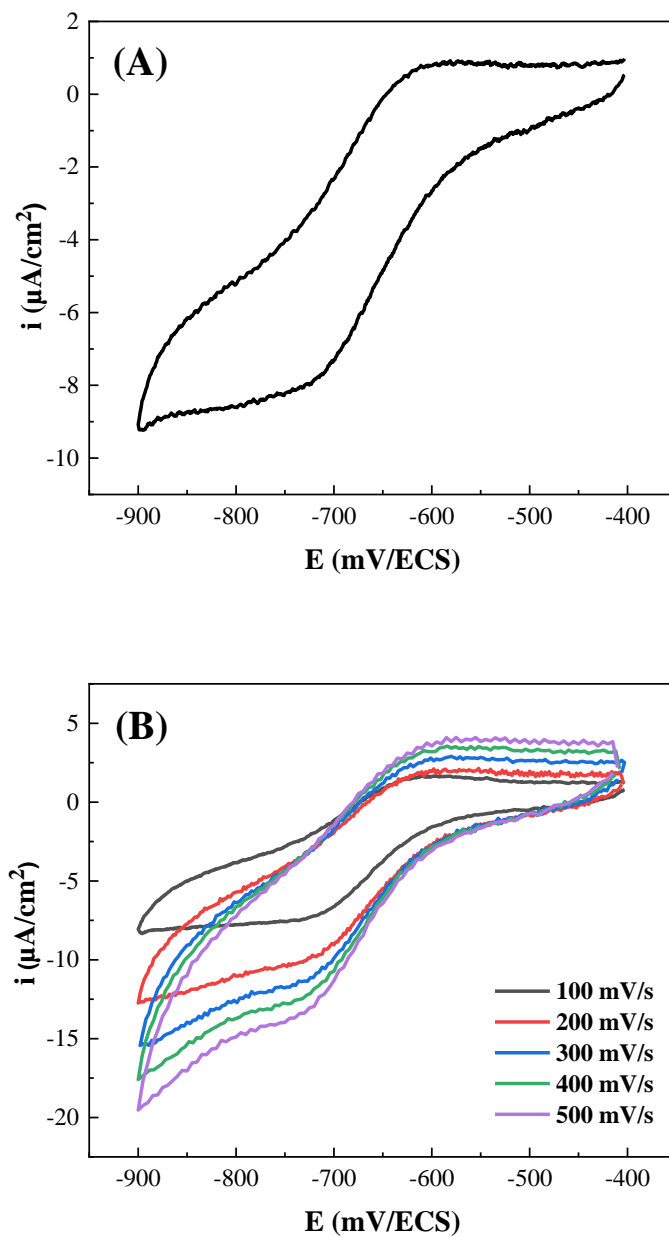 (A)
2
0
-2
-4
-6
-8
-10
i (µA/cm²)
-900 -800 -700 -600 -500 -400
E (mV/ECS)
(B)
5
0
-5
-10
-15
-20
i (µA/cm²)
100 mV/s
200 mV/s
300 mV/s
400 mV/s
500 mV/s
-900 -800 -700 -600 -500 -400
E (mV/ECS)